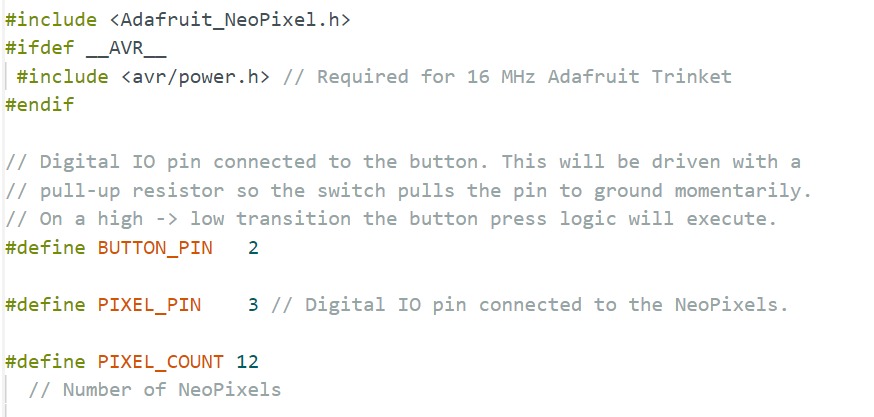 #include <Adafruit_NeoPixel.h>
#ifdef __AVR__
 #include <avr/power.h> // Required for 16 MHz Adafruit Trinket
#endif

// Digital IO pin connected to the button. This will be driven with a
// pull-up resistor so the switch pulls the pin to ground momentarily.
// On a high -> low transition the button press logic will execute.
#define BUTTON_PIN   2

#define PIXEL_PIN    3 // Digital IO pin connected to the NeoPixels.

#define PIXEL_COUNT 12
  // Number of NeoPixels